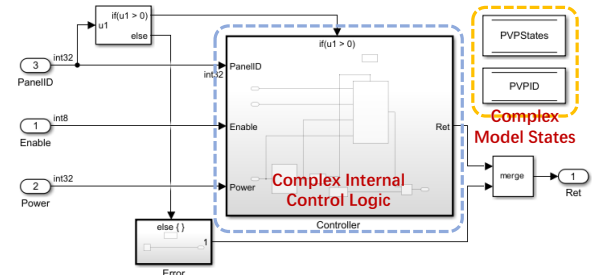 if(u1 > 0)
u1
else
int32
3
PanelID
int8
1
Enable
int32
2
Power
if(u1 > 0)
PanelID
int32
Enable
Power
Ret
Complex Internal
Control Logic
Controller
else { }
1
Error
PVPStates
PVPID
Complex
Model States
merge
1
Ret